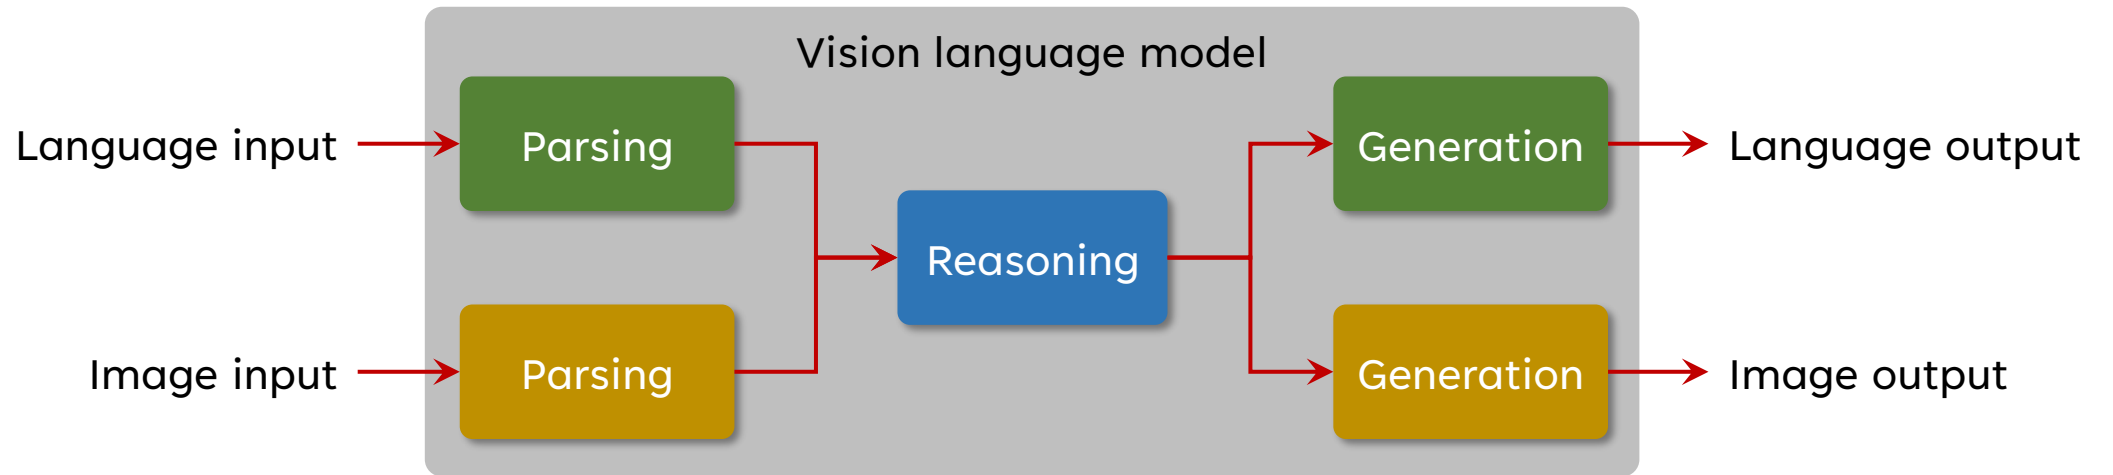 Vision language model
Language input
Parsing
Generation
Language output
Reasoning
Image input
Parsing
Generation
Image output